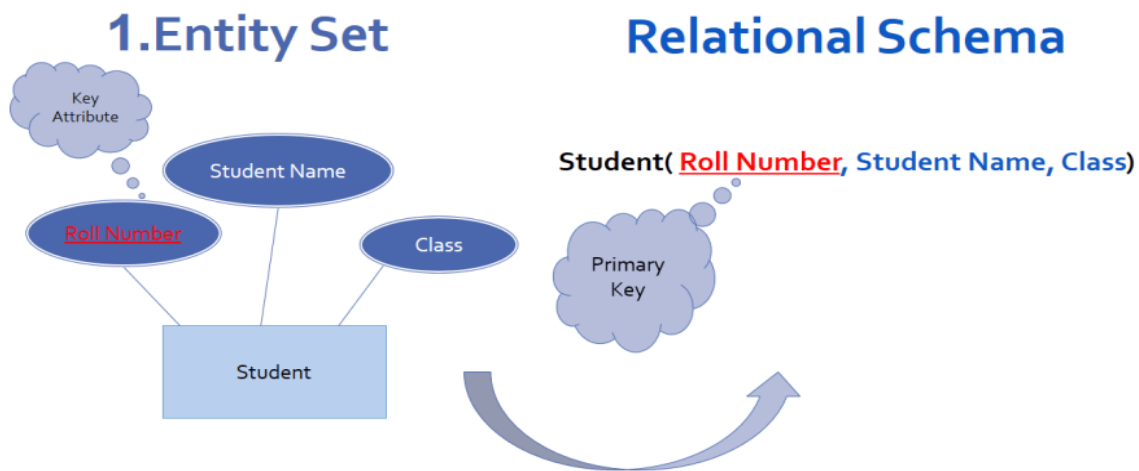 1.Entity Set
Relational Schema
Key
Attribute
Student Name
Roll Number
Class
Student
Student( Roll Number, Student Name, Class)
Primary
Key